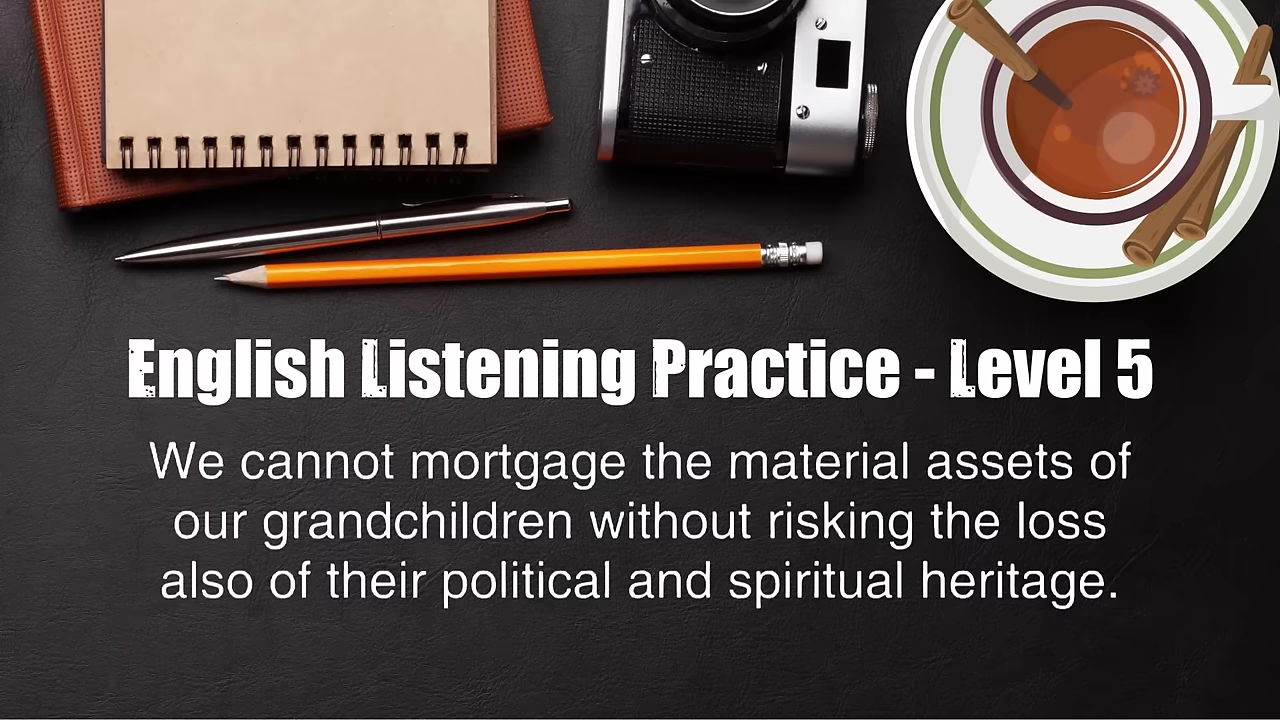 English Listening Practice - Level 5
We cannot mortgage the material assets of
our grandchildren without risking the loss
also of their political and spiritual heritage.